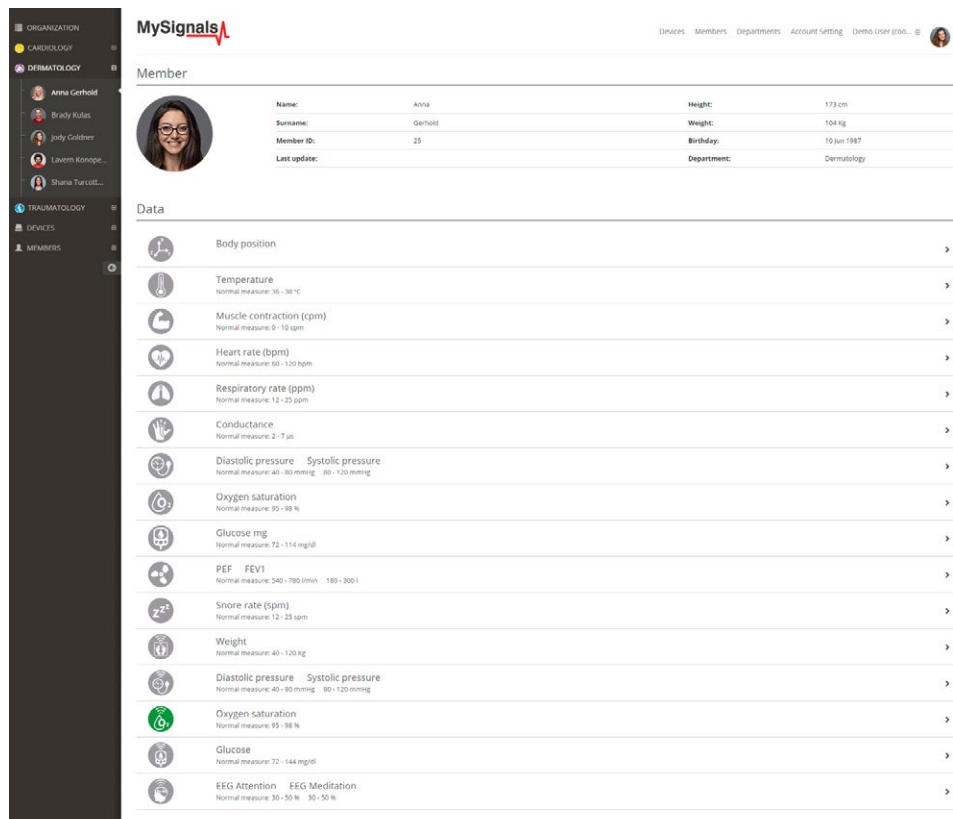 ORGANIZATION
CARDIOLOGY
DERMATOLOGY
Anna Gerhold
Brady Kulas
Jody Goldner
Lavern Konope...
Shana Turcott...
TRAUMATOLOGY
DEVICES
MEMBERS
MySignals
Devices Members Departments Account Setting Demo User (coo...
Member
Name: Anna Height: 173 cm
Surname: Gerhold Weight: 104 Kg
Member ID: 25 Birthday: 10 Jun 1987
Last update: Department: Dermatology
Data
Body position
Temperature
Normal measure: 36 - 38 ºC
Muscle contraction (cpm)
Normal measure: 0 - 10 cpm
Heart rate (bpm)
Normal measure: 60 - 120 bpm
Respiratory rate (ppm)
Normal measure: 12 - 25 ppm
Conductance
Normal measure: 2 - 7 µs
Diastolic pressure Systolic pressure
Normal measure: 40 - 80 mmHg 80 - 120 mmHg
Oxygen saturation
Normal measure: 95 - 98 %
Glucose mg
Normal measure: 72 - 114 mg/dl
PEF FEV1
Normal measure: 540 - 780 l/min 180 - 300 l
Snore rate (spm)
Normal measure: 12 - 25 spm
Weight
Normal measure: 40 - 120 Kg
Diastolic pressure Systolic pressure
Normal measure: 40 - 80 mmHg 80 - 120 mmHg
Oxygen saturation
Normal measure: 95 - 98 %
Glucose
Normal measure: 72 - 144 mg/dl
EEG Attention EEG Meditation
Normal measure: 30 - 50 % 30 - 50 %